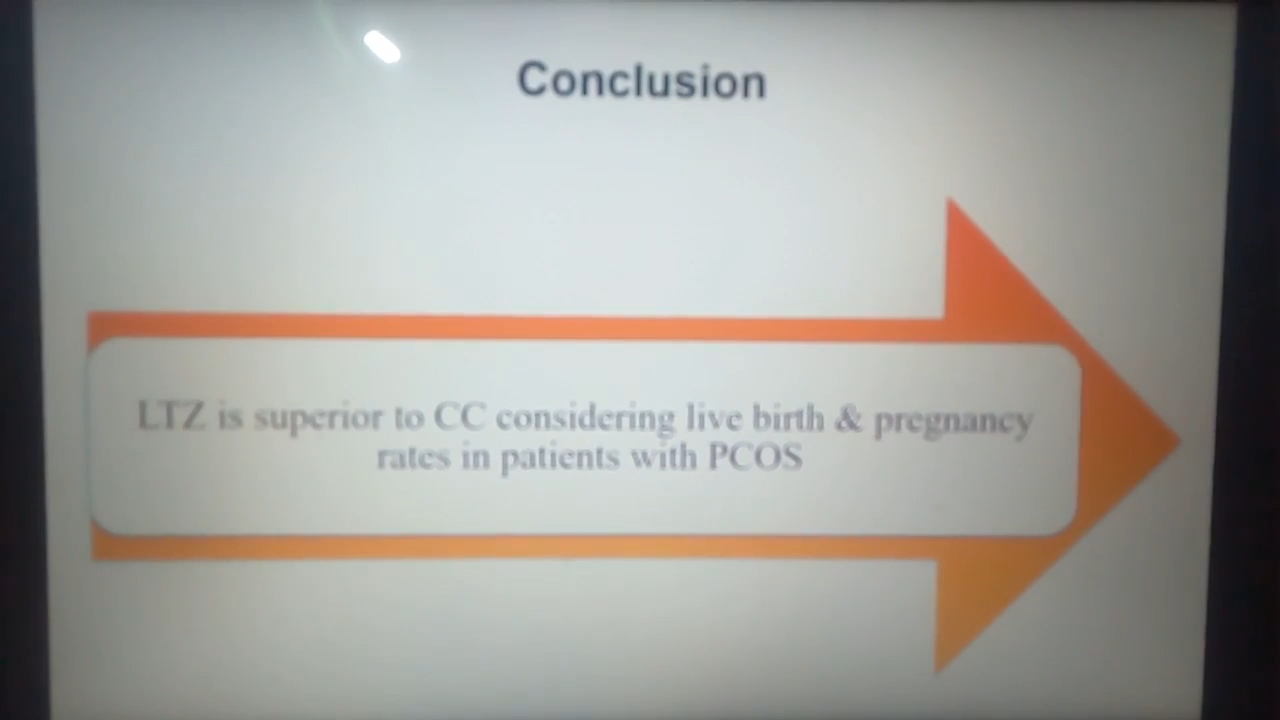 Conclusion
LTZ is superior to CC considering live birth & pregnancy
rates in patients with PCOS